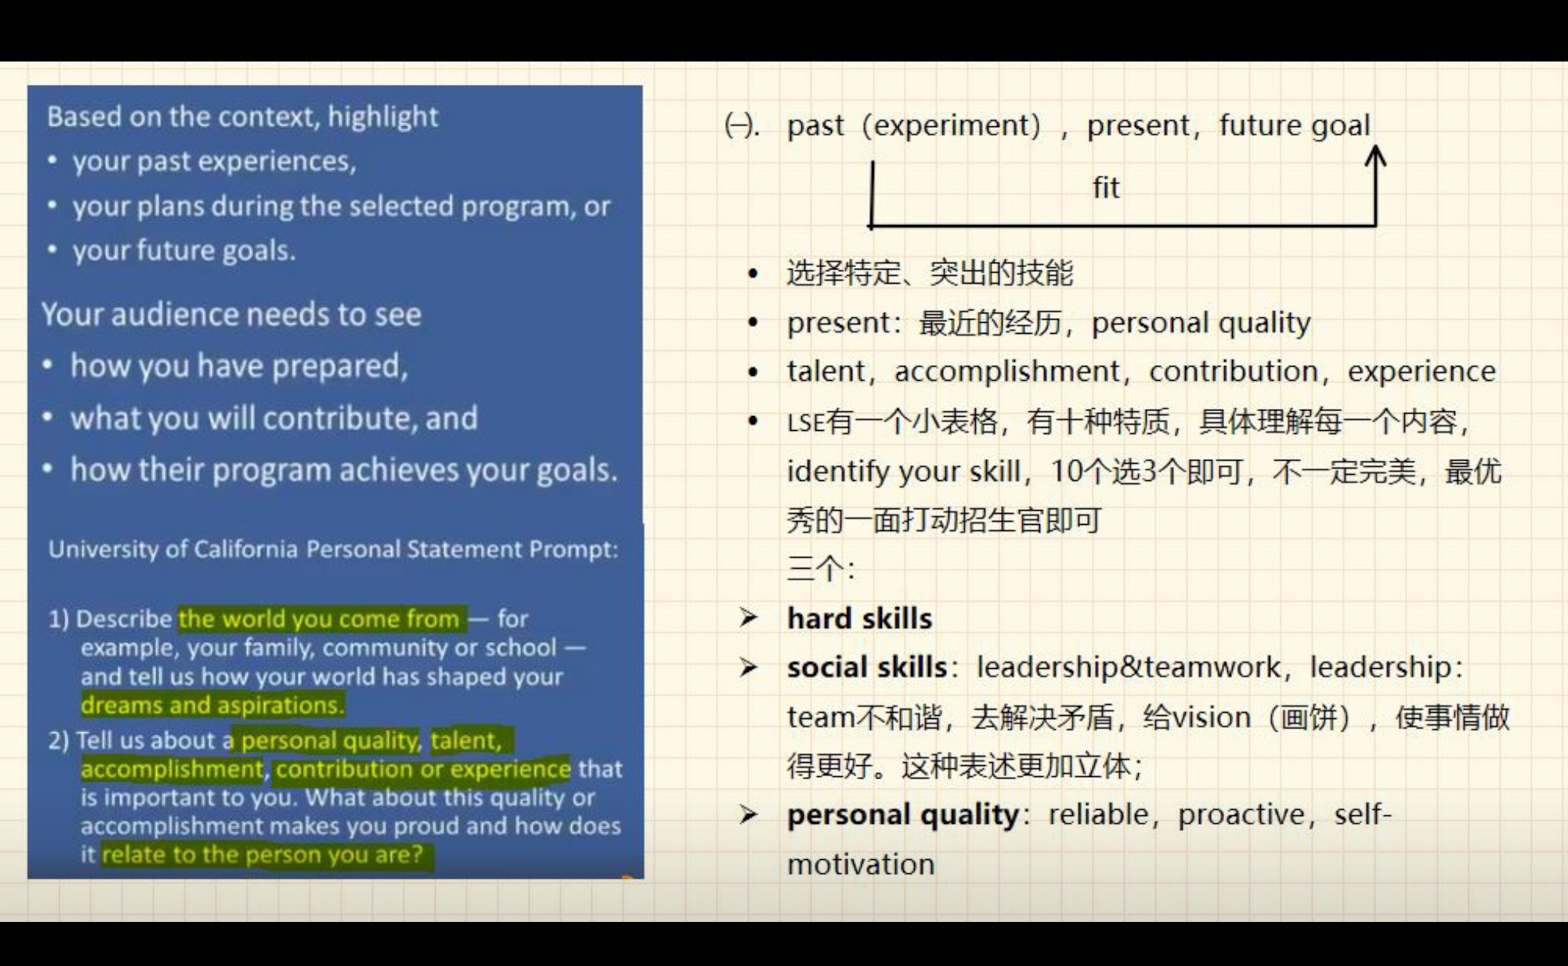 Based on the context, highlight
• your past experiences,
• your plans during the selected program, or
• your future goals.
Your audience needs to see
• how you have prepared,
• what you will contribute, and
• how their program achieves your goals.
University of California Personal Statement Prompt:
1) Describe the world you come from — for
example, your family, community or school —
and tell us how your world has shaped your
dreams and aspirations.
2) Tell us about a personal quality, talent,
accomplishment, contribution or experience that
is important to you. What about this quality or
accomplishment makes you proud and how does
it relate to the person you are?
㈠. past（experiment），present，future goal
fit
• 选择特定、突出的技能
• present：最近的经历，personal quality
• talent，accomplishment，contribution，experience
• LSE有一个小表格，有十种特质，具体理解每一个内容，
identify your skill，10个选3个即可，不一定完美，最优
秀的一面打动招生官即可
三个：
➢ hard skills
➢ social skills：leadership&teamwork，leadership：
team不和谐，去解决矛盾，给vision（画饼），使事情做
得更好。这种表述更加立体；
➢ personal quality：reliable，proactive，self-
motivation